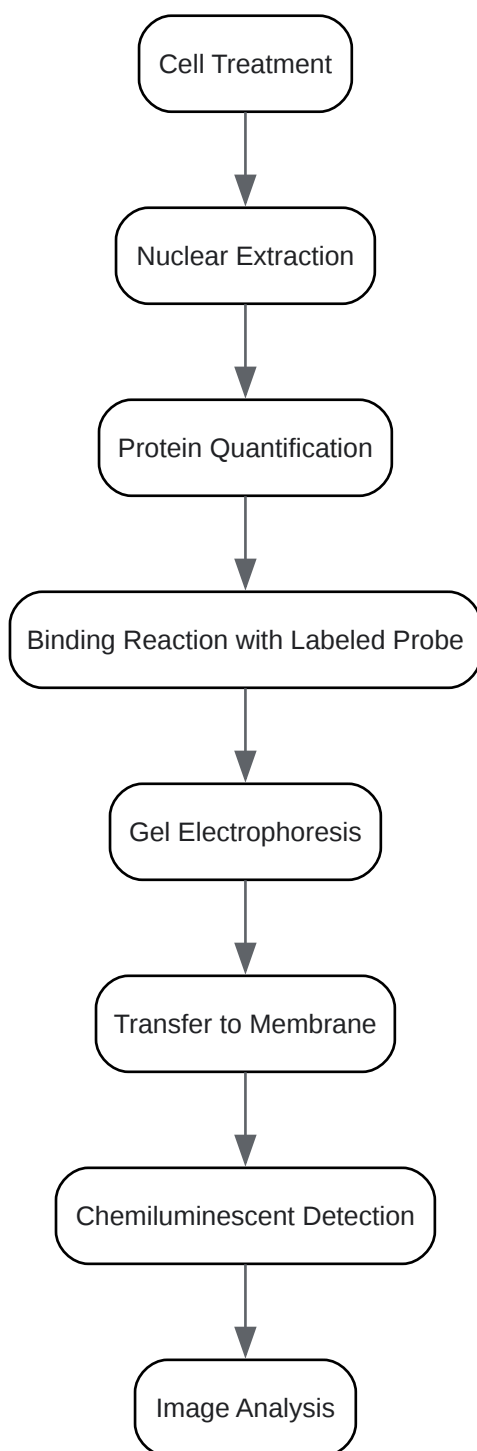 Cell Treatment
Nuclear Extraction
Protein Quantification
Binding Reaction with Labeled Probe
Gel Electrophoresis
Transfer to Membrane
Chemiluminescent Detection
Image Analysis